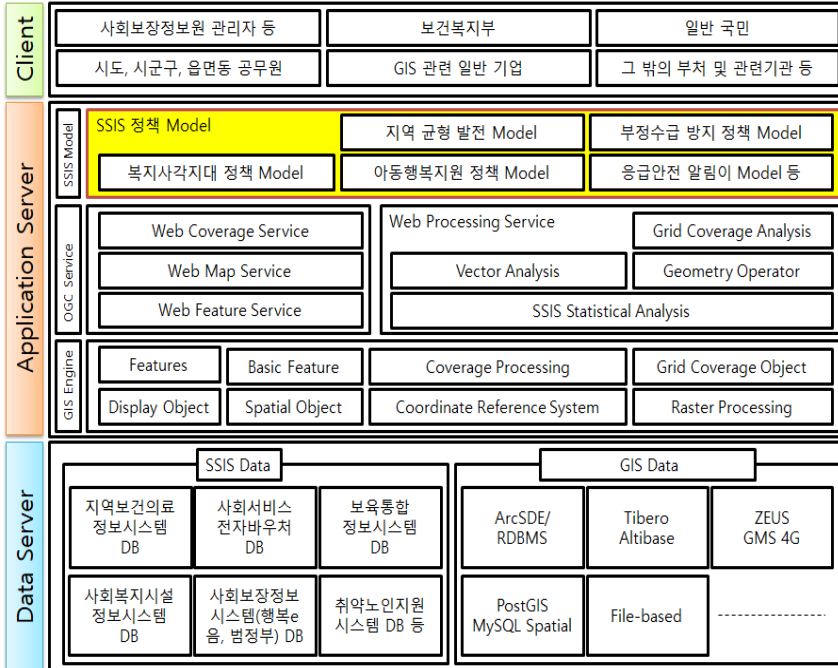 Client
사회보장정보원 관리자 등
보건복지부
일반 국민
시도, 시군구, 읍면동 공무원
GIS 관련 일반 기업
그 밖의 부처 및 관련기관 등
Application Server
SSIS Model
SSIS 정책 Model
지역 균형 발전 Model
부정수급 방지 정책 Model
복지사각지대 정책 Model
아동행복지원 정책 Model
응급안전 알림이 Model 등
OGC Service
Web Coverage Service
Web Map Service
Web Feature Service
Web Processing Service
Grid Coverage Analysis
Vector Analysis
Geometry Operator
SSIS Statistical Analysis
GIS Engine
Features
Basic Feature
Coverage Processing
Grid Coverage Object
Display Object
Spatial Object
Coordinate Reference System
Raster Processing
Data Server
SSIS Data
지역보건의료
정보시스템
DB
사회서비스
전자바우처
DB
보육통합
정보시스템
DB
사회복지시설
정보시스템
DB
사회보장정보
시스템(행복e
음, 범정부) DB
취약노인지원
시스템 DB 등
GIS Data
ArcSDE/
RDBMS
Tibero
Altibase
ZEUS
GMS 4G
PostGIS
MySQL Spatial
File-based